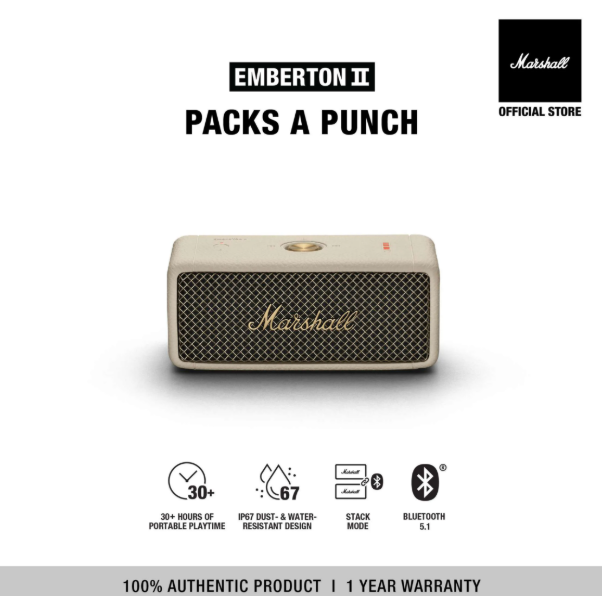 Marshall
OFFICIAL STORE
EMBERTON II
PACKS A PUNCH
Marshall
30+
67
Marshall
Marshall
30+ HOURS OF
PORTABLE PLAYTIME
IP67 DUST- & WATER-
RESISTANT DESIGN
STACK
MODE
BLUETOOTH
5.1
100% AUTHENTIC PRODUCT I 1 YEAR WARRANTY